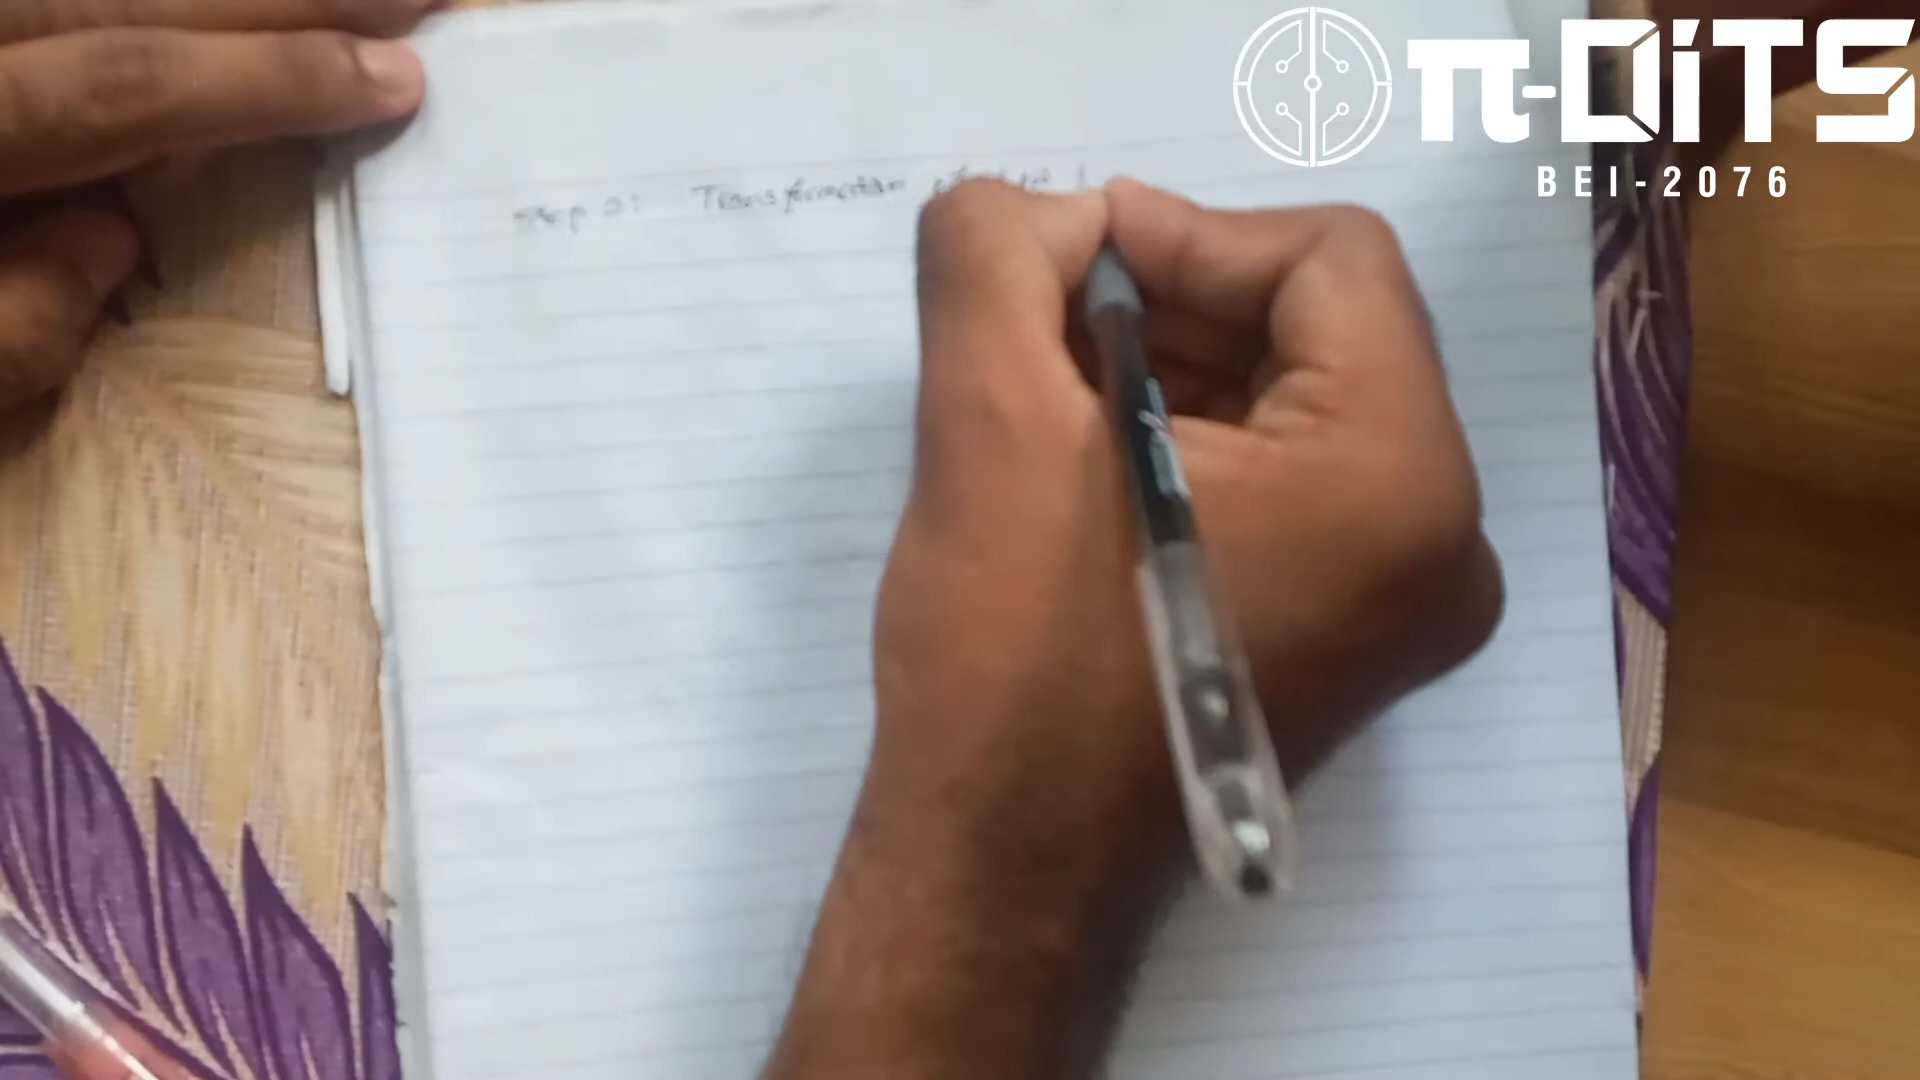 π-DiTS
BEI-2076
Step 2: Transformation